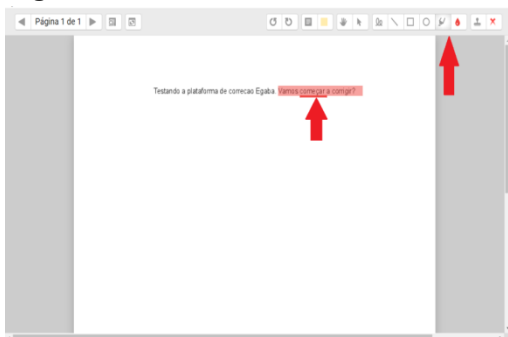 Página 1 de 1
Testando a plataforma de correcao Egaba. Vamos começar a corrigir?